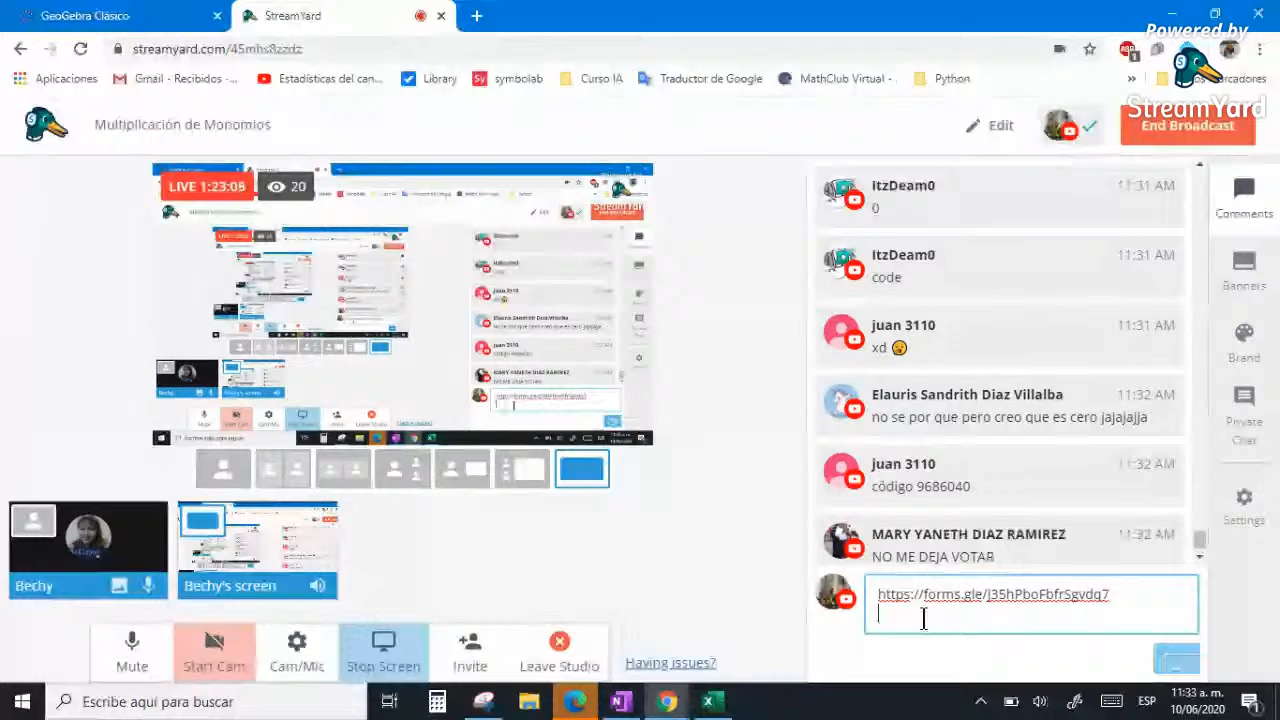 GeoGebra Clásico
StreamYard
streamyard.com/45mhs8zzdz
Powered by
StreamYard
Aplicaciones
Gmail - Recibidos -...
Estadísticas del can...
Library
symbolab
Curso IA
Traductor de Google
MathClub Virtual -...
Python
»
Multiplicación de Monomios
Edit
End Broadcast
LIVE 1:23:05
20
ItzDeam0
11:31 AM
0
ItzDeam0
11:31 AM
code
juan 3110
11:31 AM
xd 😮
Elauris Sandrith Diaz Villalba
11:32 AM
no se por que pero creo que es cero jajajajja
juan 3110
11:32 AM
código 9686040
MARY YANETH DIAZ RAMIREZ
11:32 AM
NO ME DEJA VOTAR
https://forms.gle/J35hPboFbfrSgvdq7
Comments
Banners
Brand
Private
Chat
Settings
Bechy
Bechy's screen
Mute
Start Cam
Cam/Mic
Stop Screen
Invite
Leave Studio
Having issues?
Escribe aquí para buscar
ESP
11:33 a. m.
10/06/2020